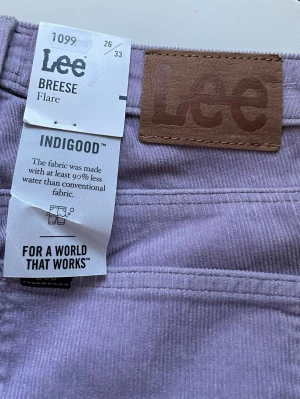 1099
26/33
Lee
BREESE
Flare
INDIGOOD™
The fabric was made
with at least 90% less
water than conventional
fabric.
FOR A WORLD
THAT WORKS™
Lee